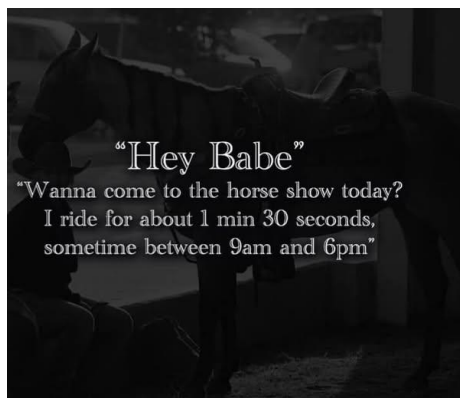 “Hey Babe”
“Wanna come to the horse show today?
I ride for about 1 min 30 seconds,
sometime between 9am and 6pm”